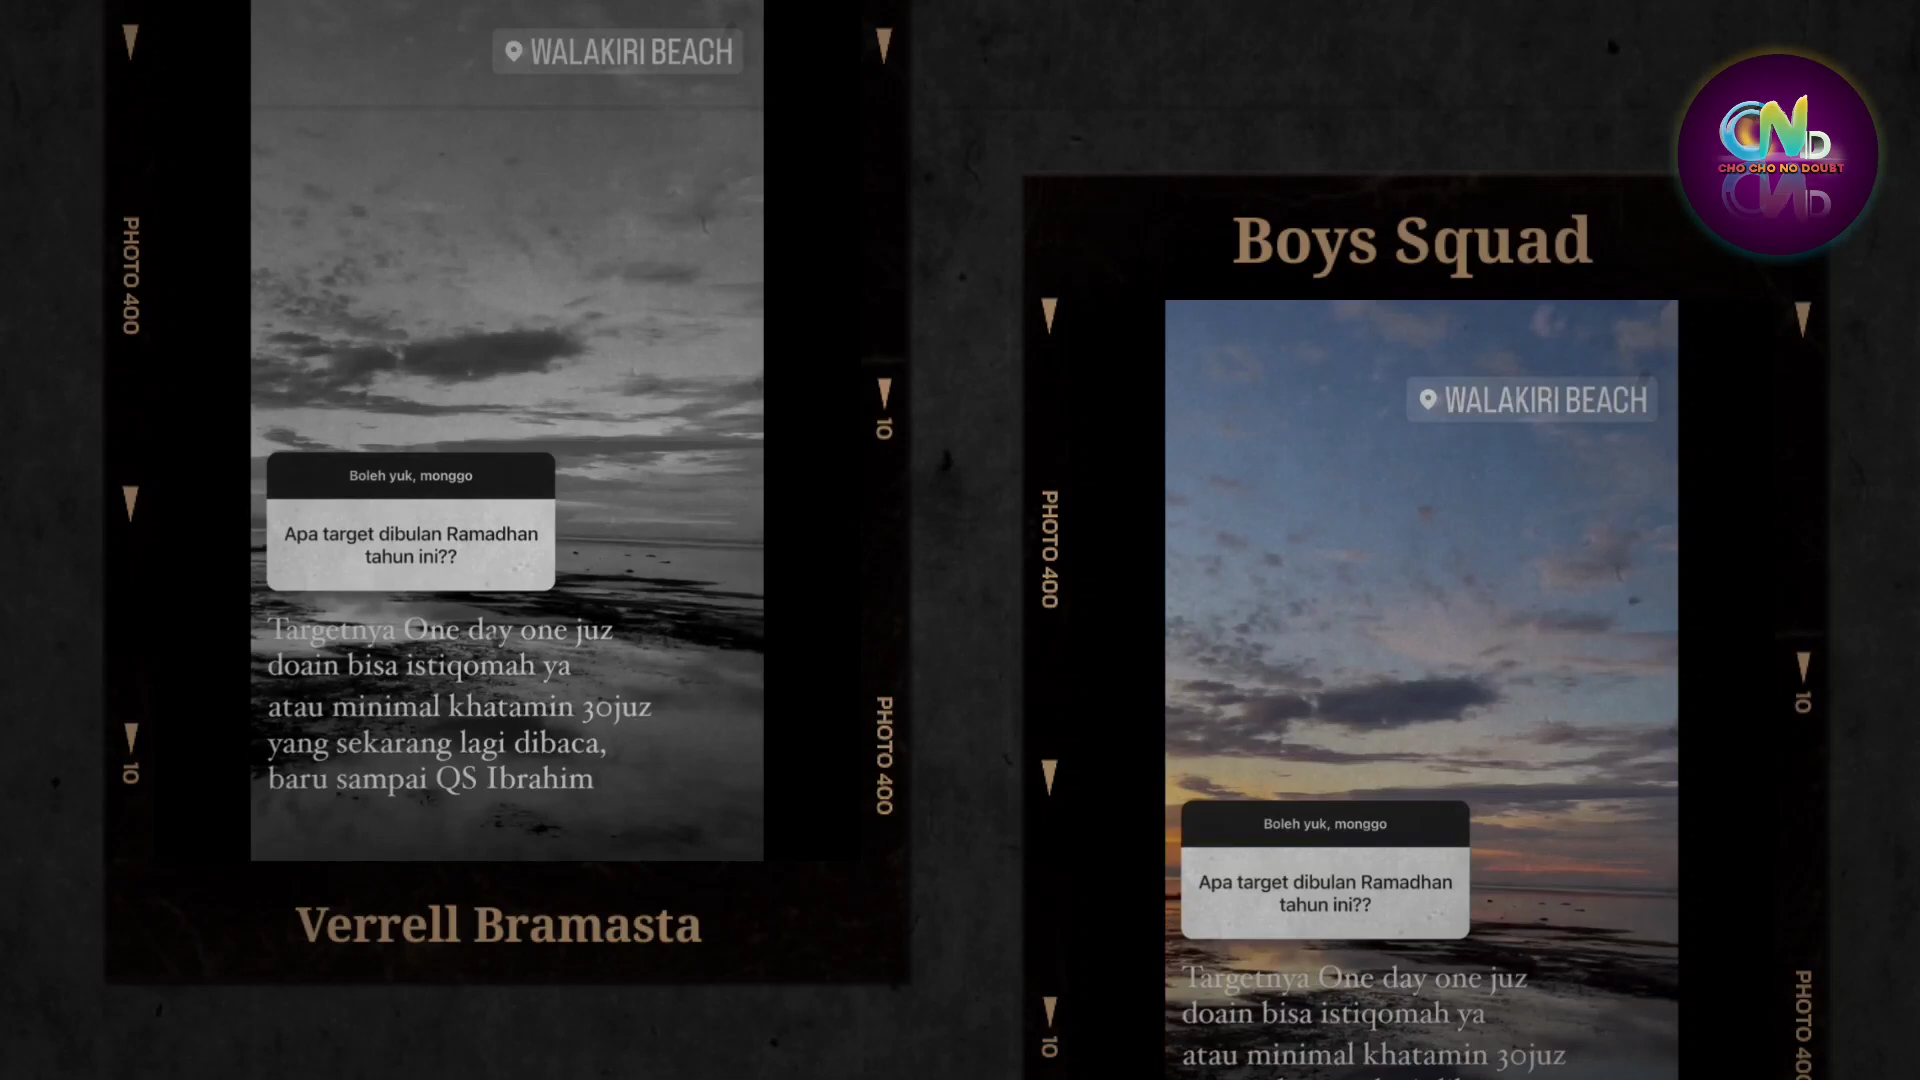 WALAKIRI BEACH
PHOTO 400
10
10
PHOTO 400
Boleh yuk, monggo
Apa target dibulan Ramadhan
tahun ini??
Targetnya One day one juz
doain bisa istiqomah ya
atau minimal khatamin 30juz
yang sekarang lagi dibaca,
baru sampai QS Ibrahim
Verrell Bramasta
CND
CHO CHO NO DOUBT
Boys Squad
WALAKIRI BEACH
PHOTO 400
10
10
PHOTO 400
Boleh yuk, monggo
Apa target dibulan Ramadhan
tahun ini??
Targetnya One day one juz
doain bisa istiqomah ya
atau minimal khatamin 30juz